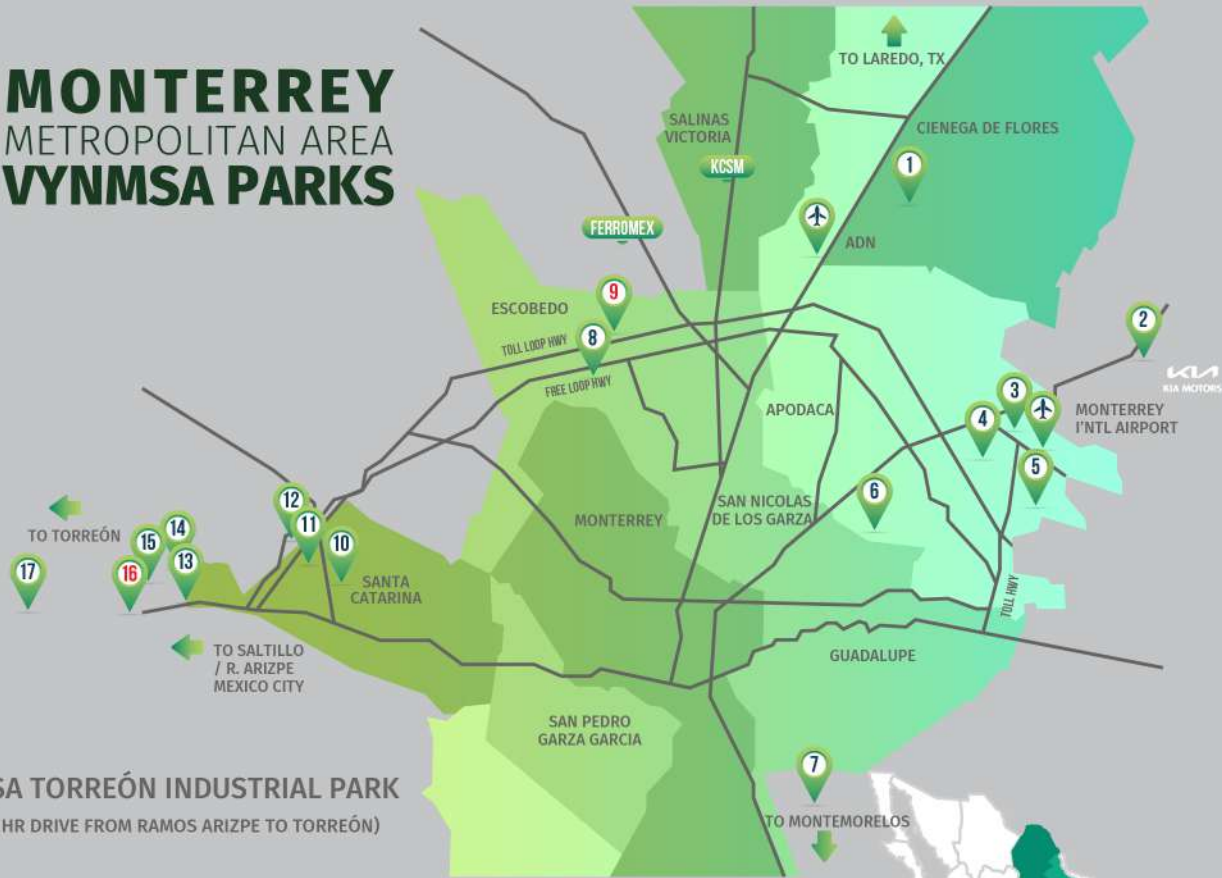 MONTERREY
METROPOLITAN AREA
VYNMSA PARKS
TO LAREDO, TX
SALINAS
VICTORIA
CIENEGA DE FLORES
KCSM
1
FERROMEX
ADN
9
ESCOBEDO
2
8
TOLL LOOP HWY
FREE LOOP HWY
KIA
KIA MOTORS
3
APODACA
MONTERREY
I'NTL AIRPORT
4
5
12
6
SAN NICOLAS
DE LOS GARZA
MONTERREY
11
14
TO TORREÓN
15
10
13
17
16
SANTA
CATARINA
TOLL HWY
TO SALTILLO
/ R. ARIZPE
MEXICO CITY
GUADALUPE
SAN PEDRO
GARZA GARCIA
7
SA TORREÓN INDUSTRIAL PARK
HR DRIVE FROM RAMOS ARIZPE TO TORREÓN)
TO MONTEMORELOS